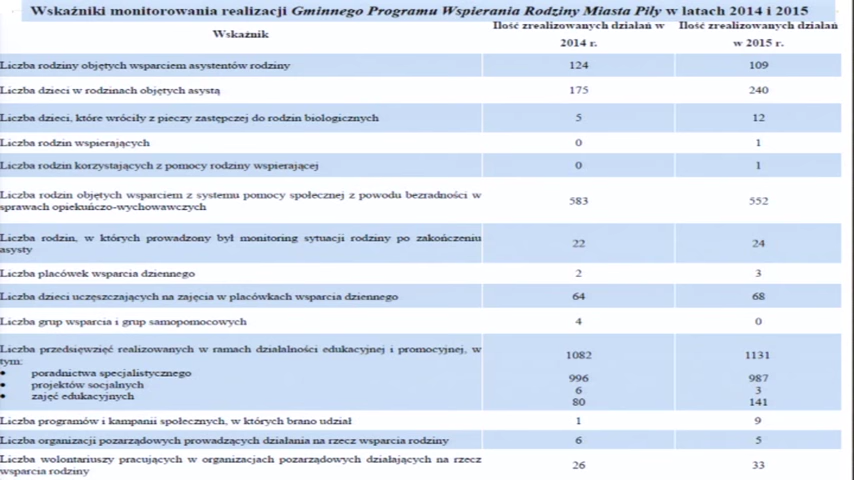 Wskaźniki monitorowania realizacji Gminnego Programu Wspierania Rodziny Miasta Piły w latach 2014 i 2015
Wskaźnik
Ilość zrealizowanych działań w 2014 r.
Ilość zrealizowanych działań w 2015 r.
Liczba rodziny objętych wsparciem asystentów rodziny 124 109
Liczba dzieci w rodzinach objętych asystą 175 240
Liczba dzieci, które wróciły z pieczy zastępczej do rodzin biologicznych 5 12
Liczba rodzin wspierających 0 1
Liczba rodzin korzystających z pomocy rodziny wspierającej 0 1
Liczba rodzin objętych wsparciem z systemu pomocy społecznej z powodu bezradności w
sprawach opiekuńczo-wychowawczych 583 552
Liczba rodzin, w których prowadzony był monitoring sytuacji rodziny po zakończeniu
asysty 22 24
Liczba placówek wsparcia dziennego 2 3
Liczba dzieci uczęszczających na zajęcia w placówkach wsparcia dziennego 64 68
Liczba grup wsparcia i grup samopomocowych 4 0
Liczba przedsięwzięć realizowanych w ramach działalności edukacyjnej i promocyjnej, w
tym: 1082 1131
• poradnictwa specjalistycznego 996 987
• projektów socjalnych 6 3
• zajęć edukacyjnych 80 141
Liczba programów i kampanii społecznych, w których brano udział 1 9
Liczba organizacji pozarządowych prowadzących działania na rzecz wsparcia rodziny 6 5
Liczba wolontariuszy pracujących w organizacjach pozarządowych działających na rzecz
wsparcia rodziny 26 33